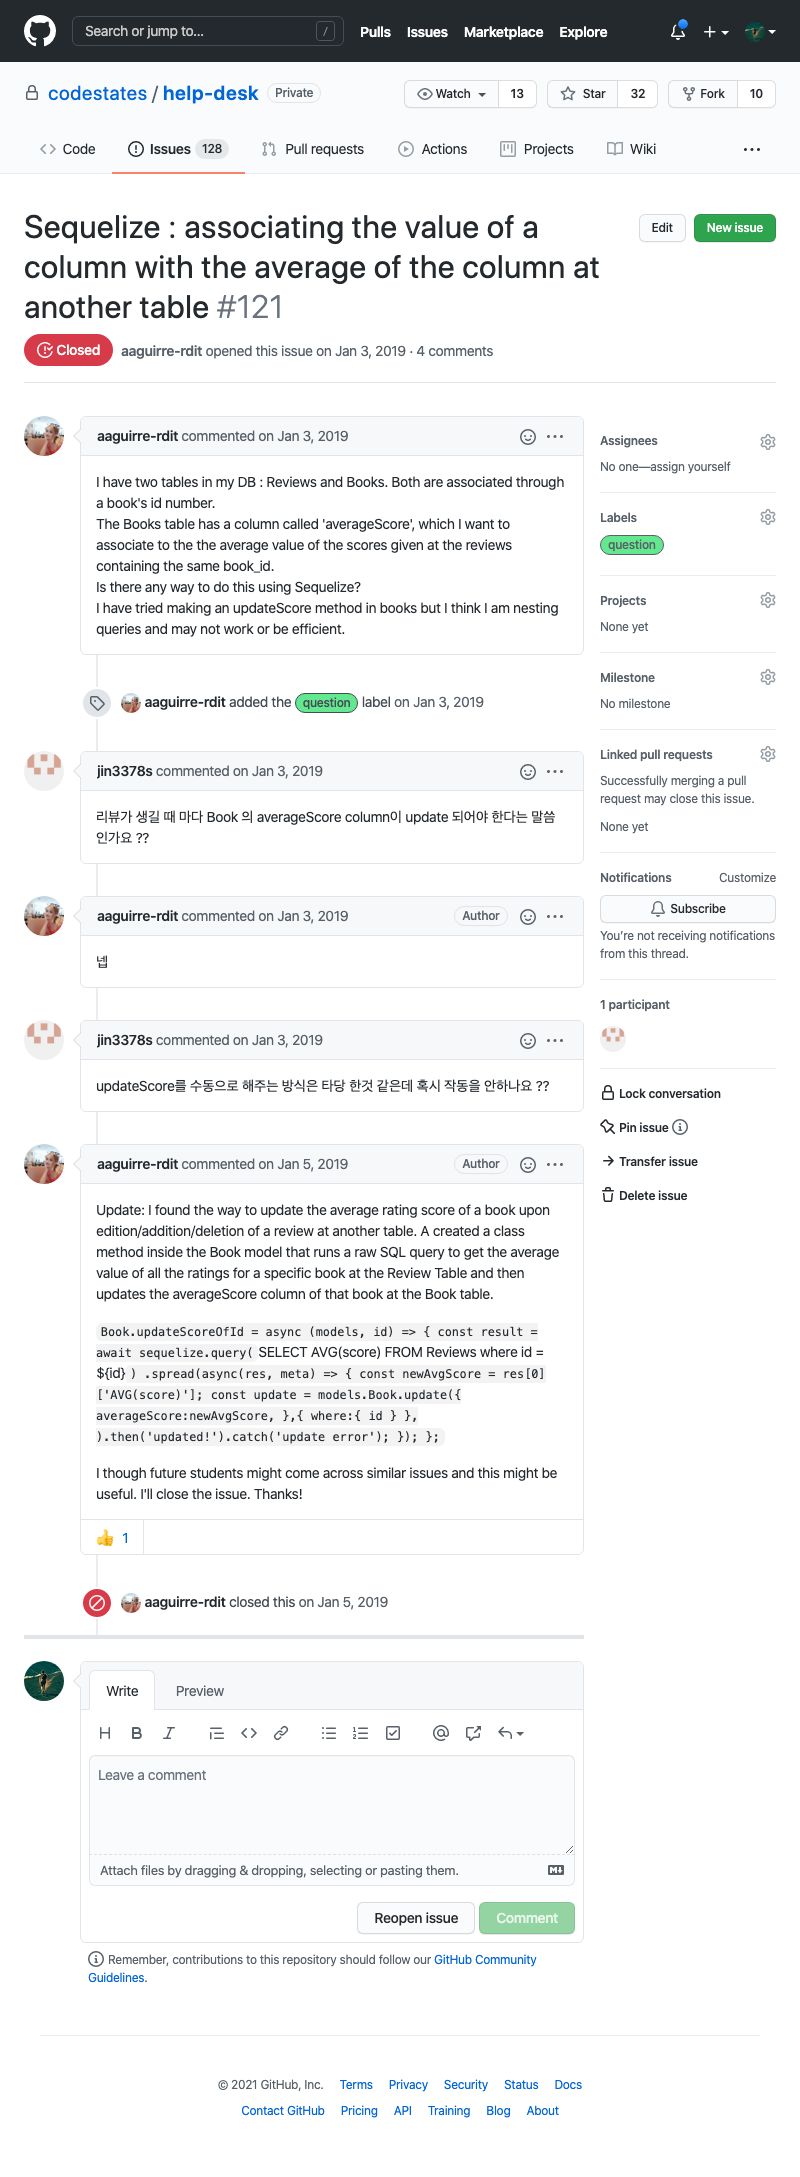 Search or jump to... /
Pulls Issues Marketplace Explore
codestates / help-desk Private
Watch 13 Star 32 Fork 10
Code Issues 128 Pull requests Actions Projects Wiki ...
Sequelize : associating the value of a
column with the average of the column at
another table #121
Edit New issue
Closed aaguirre-rdit opened this issue on Jan 3, 2019 · 4 comments
aaguirre-rdit commented on Jan 3, 2019
I have two tables in my DB : Reviews and Books. Both are associated through
a book's id number.
The Books table has a column called 'averageScore', which I want to
associate to the the average value of the scores given at the reviews
containing the same book_id.
Is there any way to do this using Sequelize?
I have tried making an updateScore method in books but I think I am nesting
queries and may not work or be efficient.
aaguirre-rdit added the question label on Jan 3, 2019
jin3378s commented on Jan 3, 2019
리뷰가 생길 때 마다 Book 의 averageScore column이 update 되어야 한다는 말씀
인가요 ??
aaguirre-rdit commented on Jan 3, 2019 Author
넵
jin3378s commented on Jan 3, 2019
updateScore를 수동으로 해주는 방식은 타당 한것 같은데 혹시 작동을 안하나요 ??
aaguirre-rdit commented on Jan 5, 2019 Author
Update: I found the way to update the average rating score of a book upon
edition/addition/deletion of a review at another table. A created a class
method inside the Book model that runs a raw SQL query to get the average
value of all the ratings for a specific book at the Review Table and then
updates the averageScore column of that book at the Book table.
Book.updateScoreOfId = async (models, id) => { const result =
await sequelize.query( SELECT AVG(score) FROM Reviews where id =
${id} ) .spread(async(res, meta) => { const newAvgScore = res[0]
['AVG(score)']; const update = models.Book.update({
averageScore:newAvgScore, },{ where:{ id } },
).then('updated!').catch('update error'); }); };
I though future students might come across similar issues and this might be
useful. I'll close the issue. Thanks!
👍 1
aaguirre-rdit closed this on Jan 5, 2019
Assignees
No one—assign yourself
Labels
question
Projects
None yet
Milestone
No milestone
Linked pull requests
Successfully merging a pull
request may close this issue.
None yet
Notifications Customize
Subscribe
You're not receiving notifications
from this thread.
1 participant
Lock conversation
Pin issue
Transfer issue
Delete issue
Write Preview
Leave a comment
Attach files by dragging & dropping, selecting or pasting them.
Reopen issue Comment
Remember, contributions to this repository should follow our GitHub Community
Guidelines.
© 2021 GitHub, Inc. Terms Privacy Security Status Docs
Contact GitHub Pricing API Training Blog About